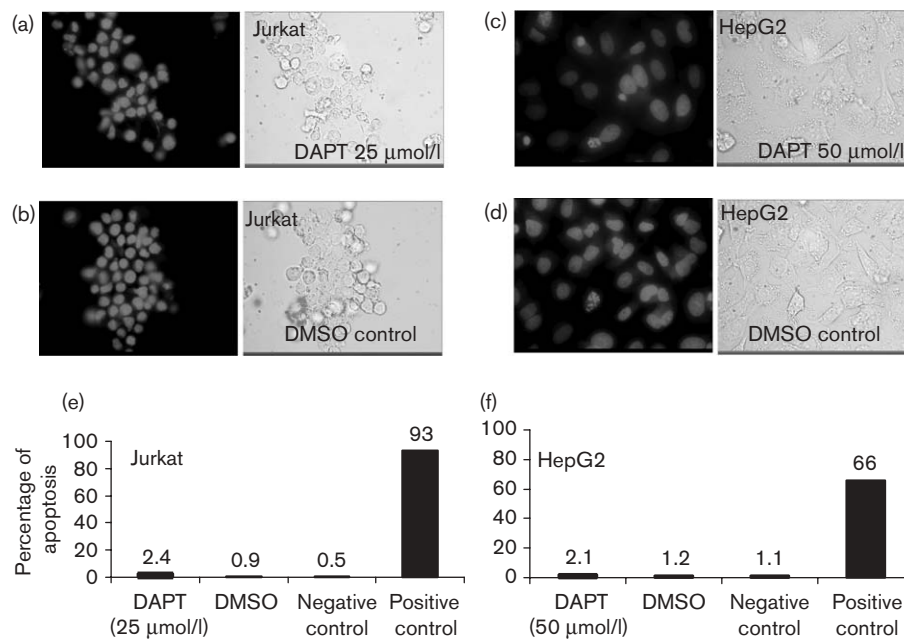 (a)
Jurkat
DAPT 25 µmol/l
(c)
HepG2
DAPT 50 µmol/l
(b)
Jurkat
DMSO control
(d)
HepG2
DMSO control
(e)
Percentage of
apoptosis
100
80
60
40
20
0
Jurkat
2.4
0.9
0.5
93
DAPT
(25 µmol/l)
DMSO
Negative
control
Positive
control
(f)
100
80
60
40
20
0
HepG2
2.1
1.2
1.1
66
DAPT
(50 µmol/l)
DMSO
Negative
control
Positive
control